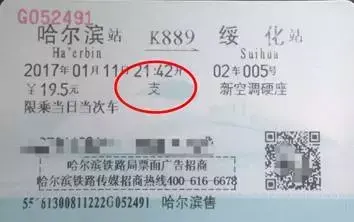 G052491
哈尔滨站 K889 绥化站
Ha'erbin Suihua
2017年01月11日21:42开 02车005号
￥19.5元 支 新空调硬座
限乘当日当次车
哈尔滨铁路局票面广告招商
哈尔滨铁路传媒招商热线400-616-6678
55561300811222G052491 哈尔滨售